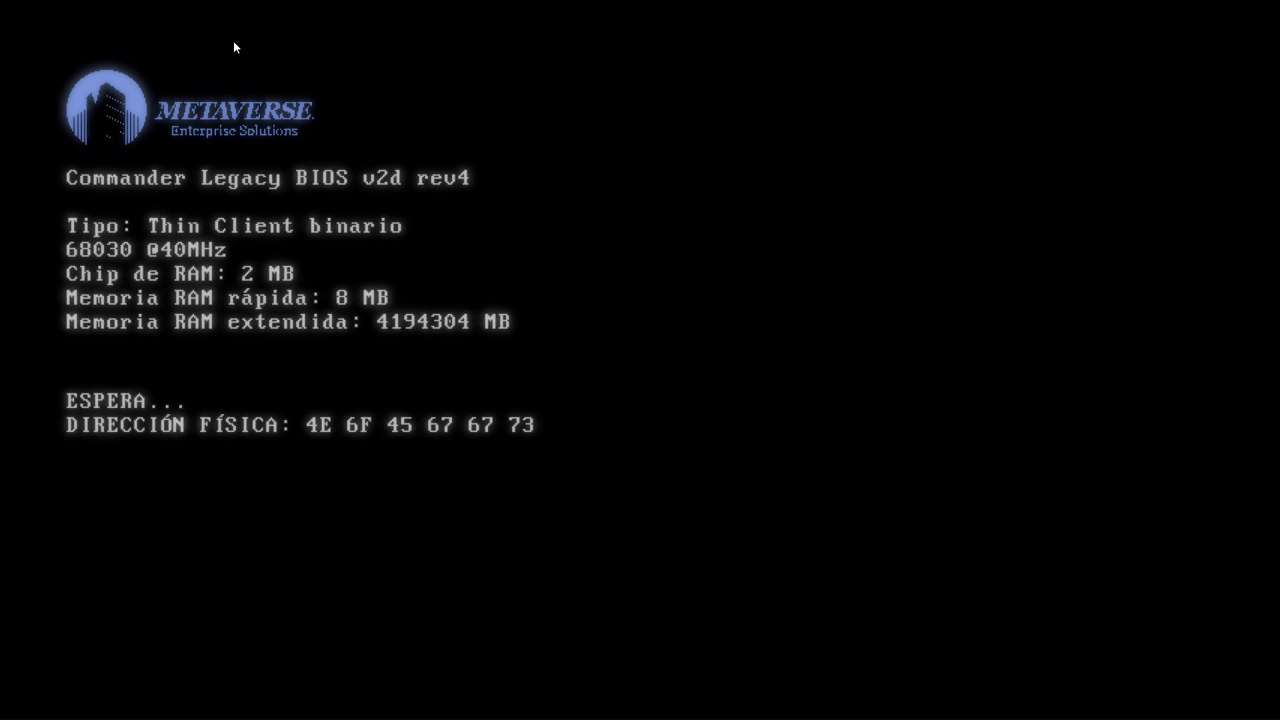 METAVERSE
Enterprise Solutions
Commander Legacy BIOS v2d rev4
Tipo: Thin Client binario
68030 @40MHz
Chip de RAM: 2 MB
Memoria RAM rápida: 8 MB
Memoria RAM extendida: 4194304 MB
ESPERA...
DIRECCIÓN FÍSICA: 4E 6F 45 67 67 73